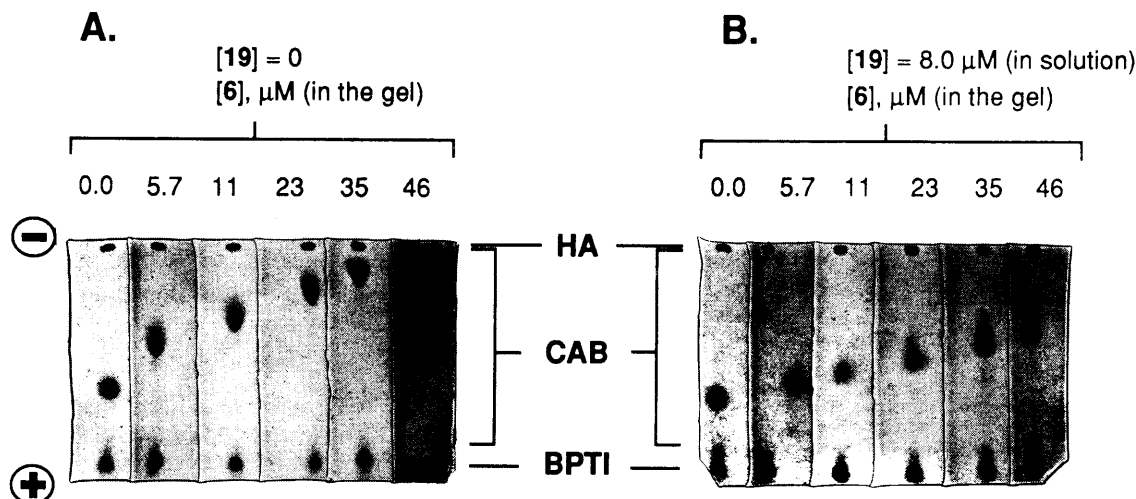 A.
[19] = 0
[6], μM (in the gel)
0.0 5.7 11 23 35 46
B.
[19] = 8.0 μM (in solution)
[6], μM (in the gel)
0.0 5.7 11 23 35 46
−
HA
CAB
BPTI
+